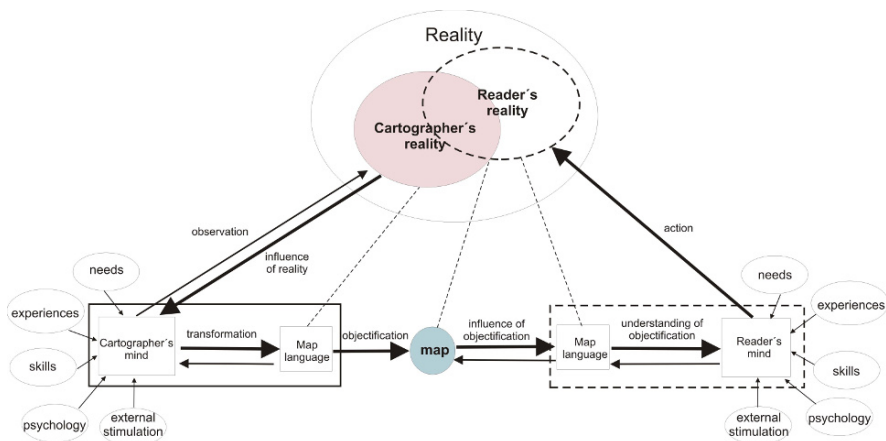 Reality
Reader´s
reality
Cartographer´s
reality
observation
influence
of reality
action
needs
experiences
skills
psychology
external
stimulation
Cartographer´s
mind
transformation
Map
language
objectification
map
influence of
objectification
Map
language
understanding of
objectification
Reader´s
mind
needs
experiences
skills
psychology
external
stimulation